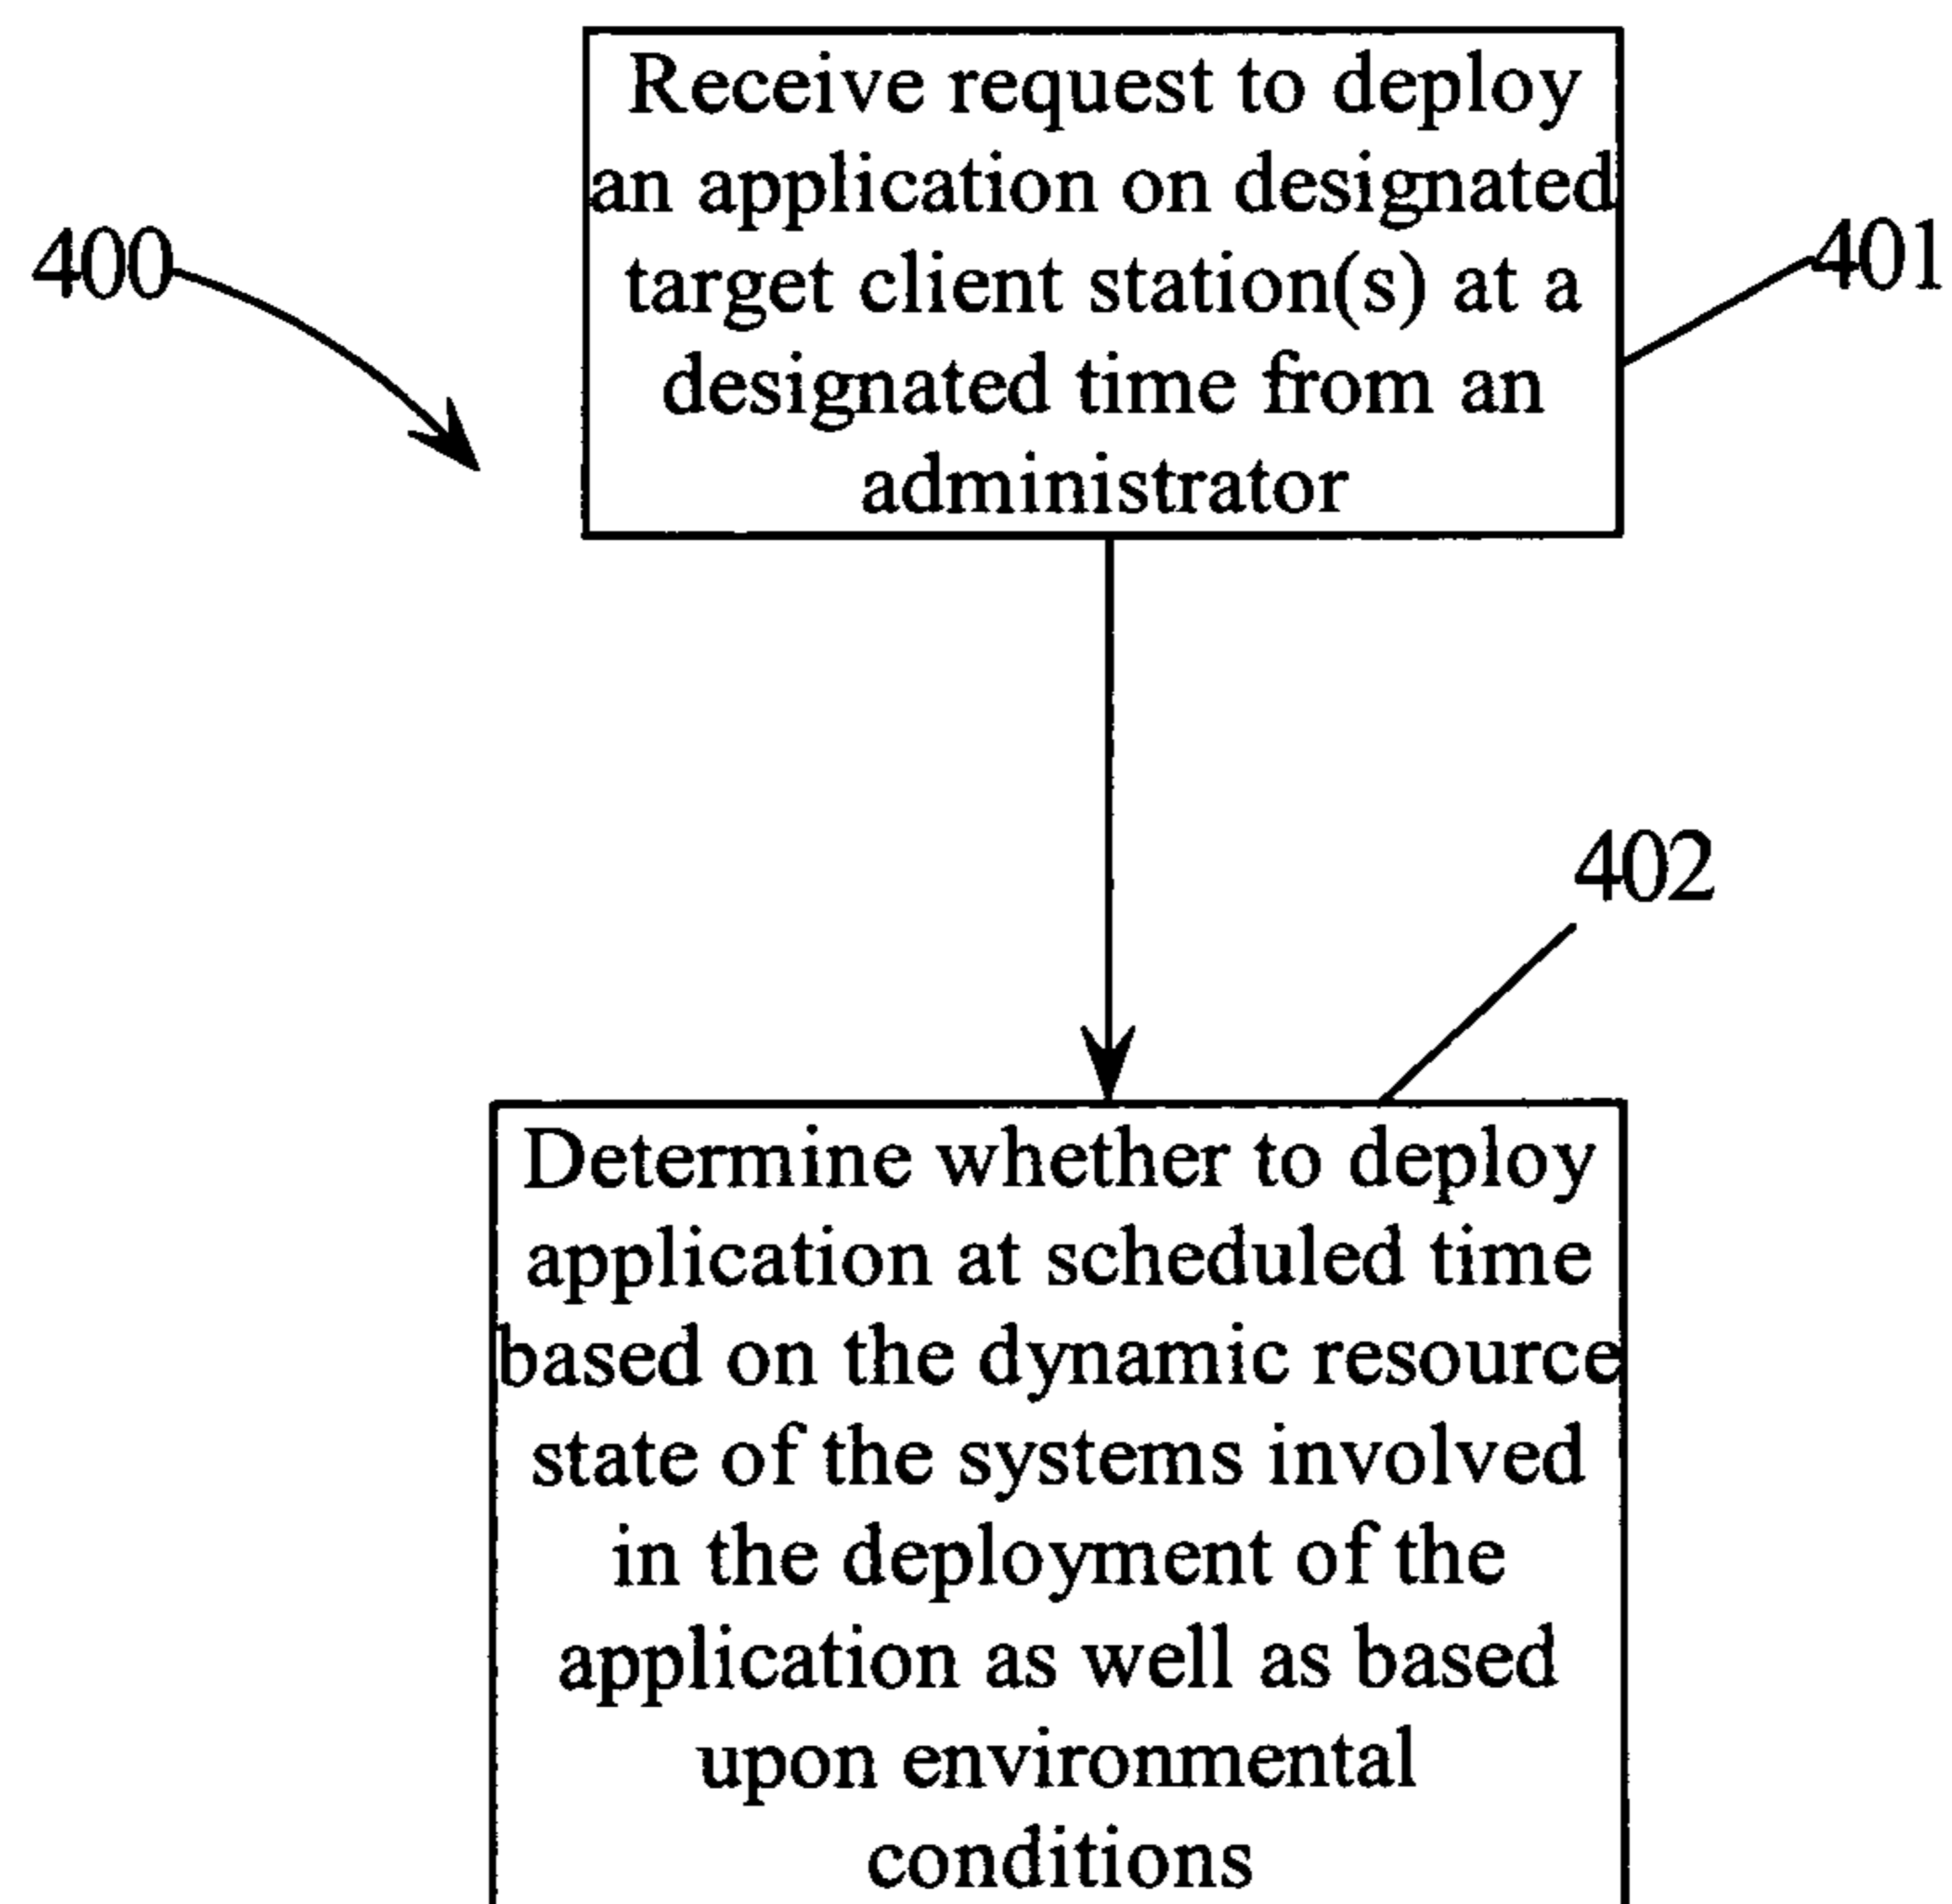 Receive request to deploy
an application on designated
target client station(s) at a
designated time from an
administrator
400
401
402
Determine whether to deploy
application at scheduled time
based on the dynamic resource
state of the systems involved
in the deployment of the
application as well as based
upon environmental
conditions